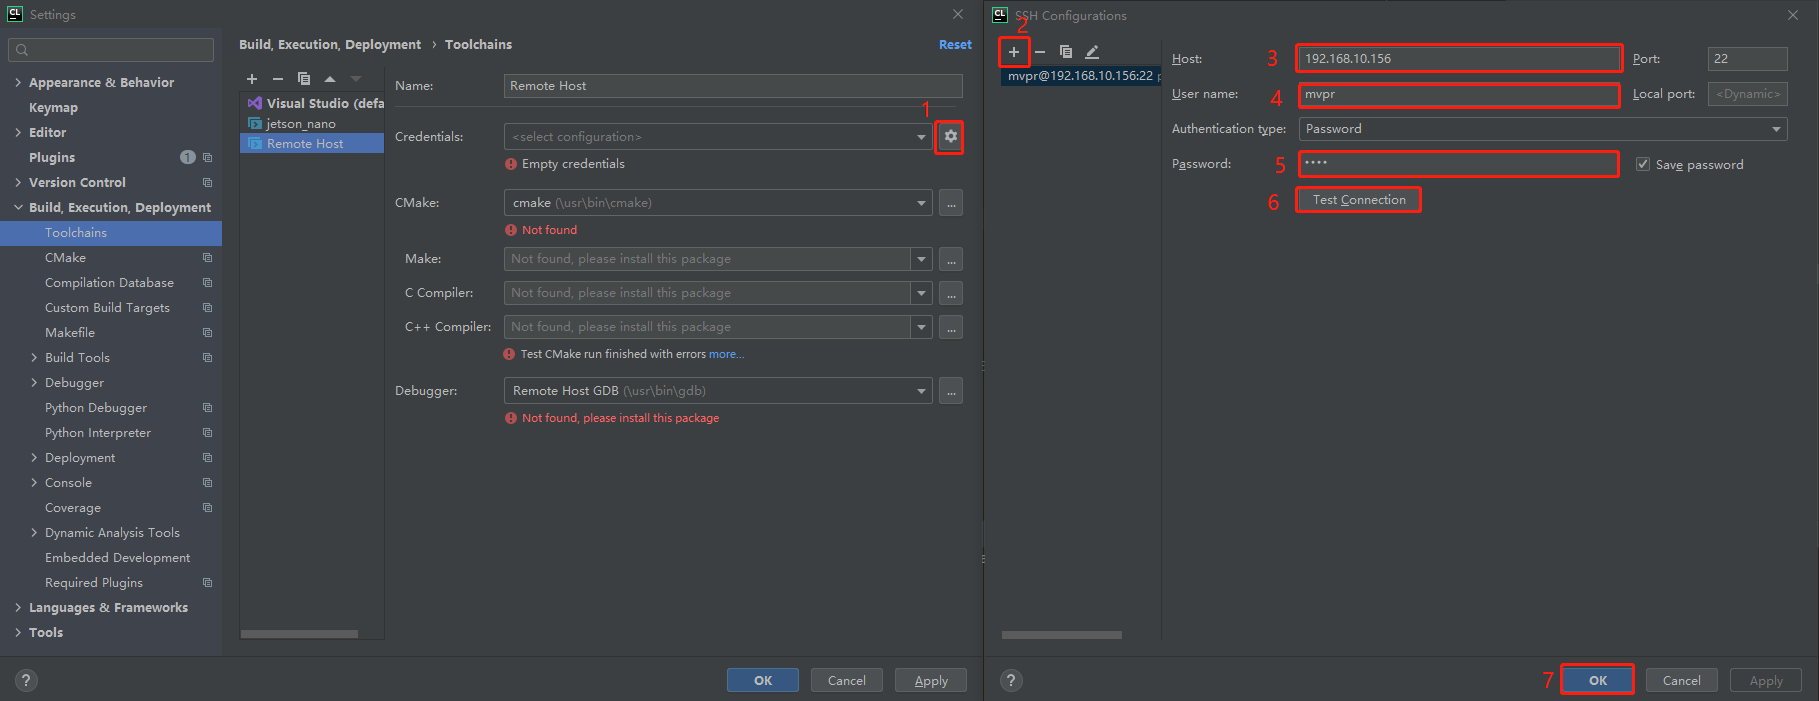 Settings
Appearance & Behavior
Keymap
Editor
Plugins 1
Version Control
Build, Execution, Deployment
Toolchains
CMake
Compilation Database
Custom Build Targets
Makefile
Build Tools
Debugger
Python Debugger
Python Interpreter
Deployment
Console
Coverage
Dynamic Analysis Tools
Embedded Development
Required Plugins
Languages & Frameworks
Tools
?
Build, Execution, Deployment › Toolchains
Reset
Visual Studio (defa
jetson_nano
Remote Host
Name: Remote Host
1
Credentials: <select configuration>
Empty credentials
CMake: cmake (\usr\bin\cmake) ...
Not found
Make: Not found, please install this package ...
C Compiler: Not found, please install this package ...
C++ Compiler: Not found, please install this package ...
Test CMake run finished with errors more...
Debugger: Remote Host GDB (\usr\bin\gdb) ...
Not found, please install this package
OK Cancel Apply
CL SSH Configurations
2
mvpr@192.168.10.156:22 p
Host: 3 192.168.10.156 Port: 22
User name: 4 mvpr Local port: <Dynamic>
Authentication type: Password
Password: 5 •••• Save password
6 Test Connection
?
7 OK Cancel Apply